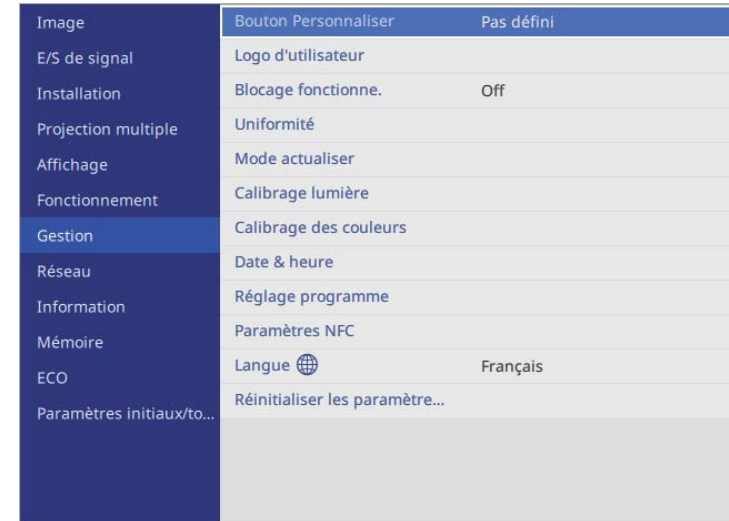 Image
E/S de signal
Installation
Projection multiple
Affichage
Fonctionnement
Gestion
Réseau
Information
Mémoire
ECO
Paramètres initiaux/to...
Bouton Personnaliser Pas défini
Logo d'utilisateur
Blocage fonctionne. Off
Uniformité
Mode actualiser
Calibrage lumière
Calibrage des couleurs
Date & heure
Réglage programme
Paramètres NFC
Langue Français
Réinitialiser les paramètre...